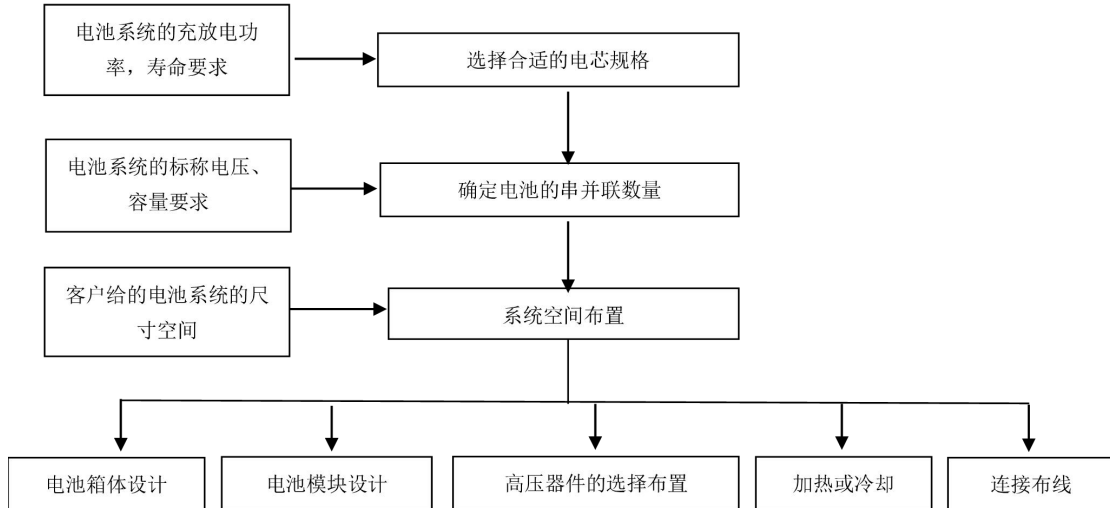 电池系统的充放电功
率，寿命要求
选择合适的电芯规格
电池系统的标称电压、
容量要求
确定电池的串并联数量
客户给的电池系统的尺
寸空间
系统空间布置
电池箱体设计
电池模块设计
高压器件的选择布置
加热或冷却
连接布线